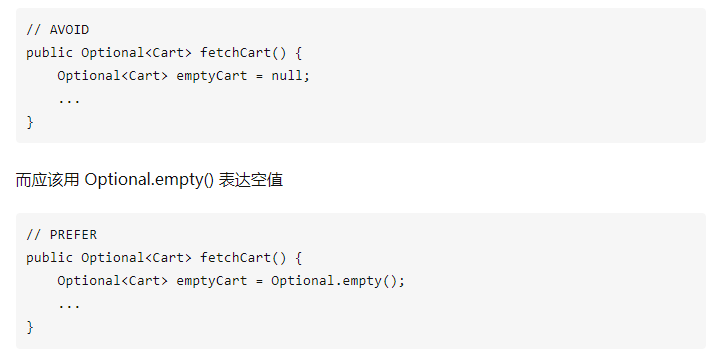 // AVOID
public Optional<Cart> fetchCart() {
    Optional<Cart> emptyCart = null;
    ...
}
而应该用 Optional.empty() 表达空值
// PREFER
public Optional<Cart> fetchCart() {
    Optional<Cart> emptyCart = Optional.empty();
    ...
}